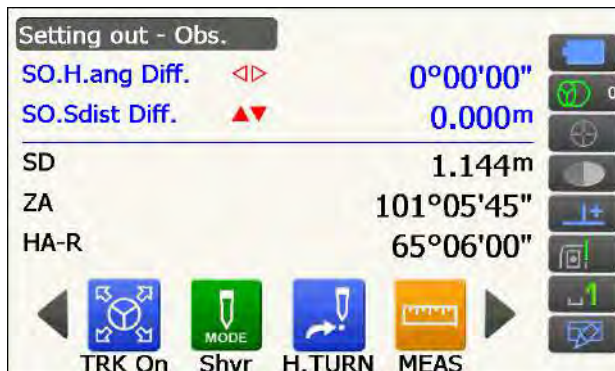 Setting out - Obs.
SO.H.ang Diff. 0°00'00"
SO.Sdist Diff. 0.000m
SD 1.144m
ZA 101°05'45"
HA-R 65°06'00"
MODE
TRK On Shvr H.TURN MEAS
0